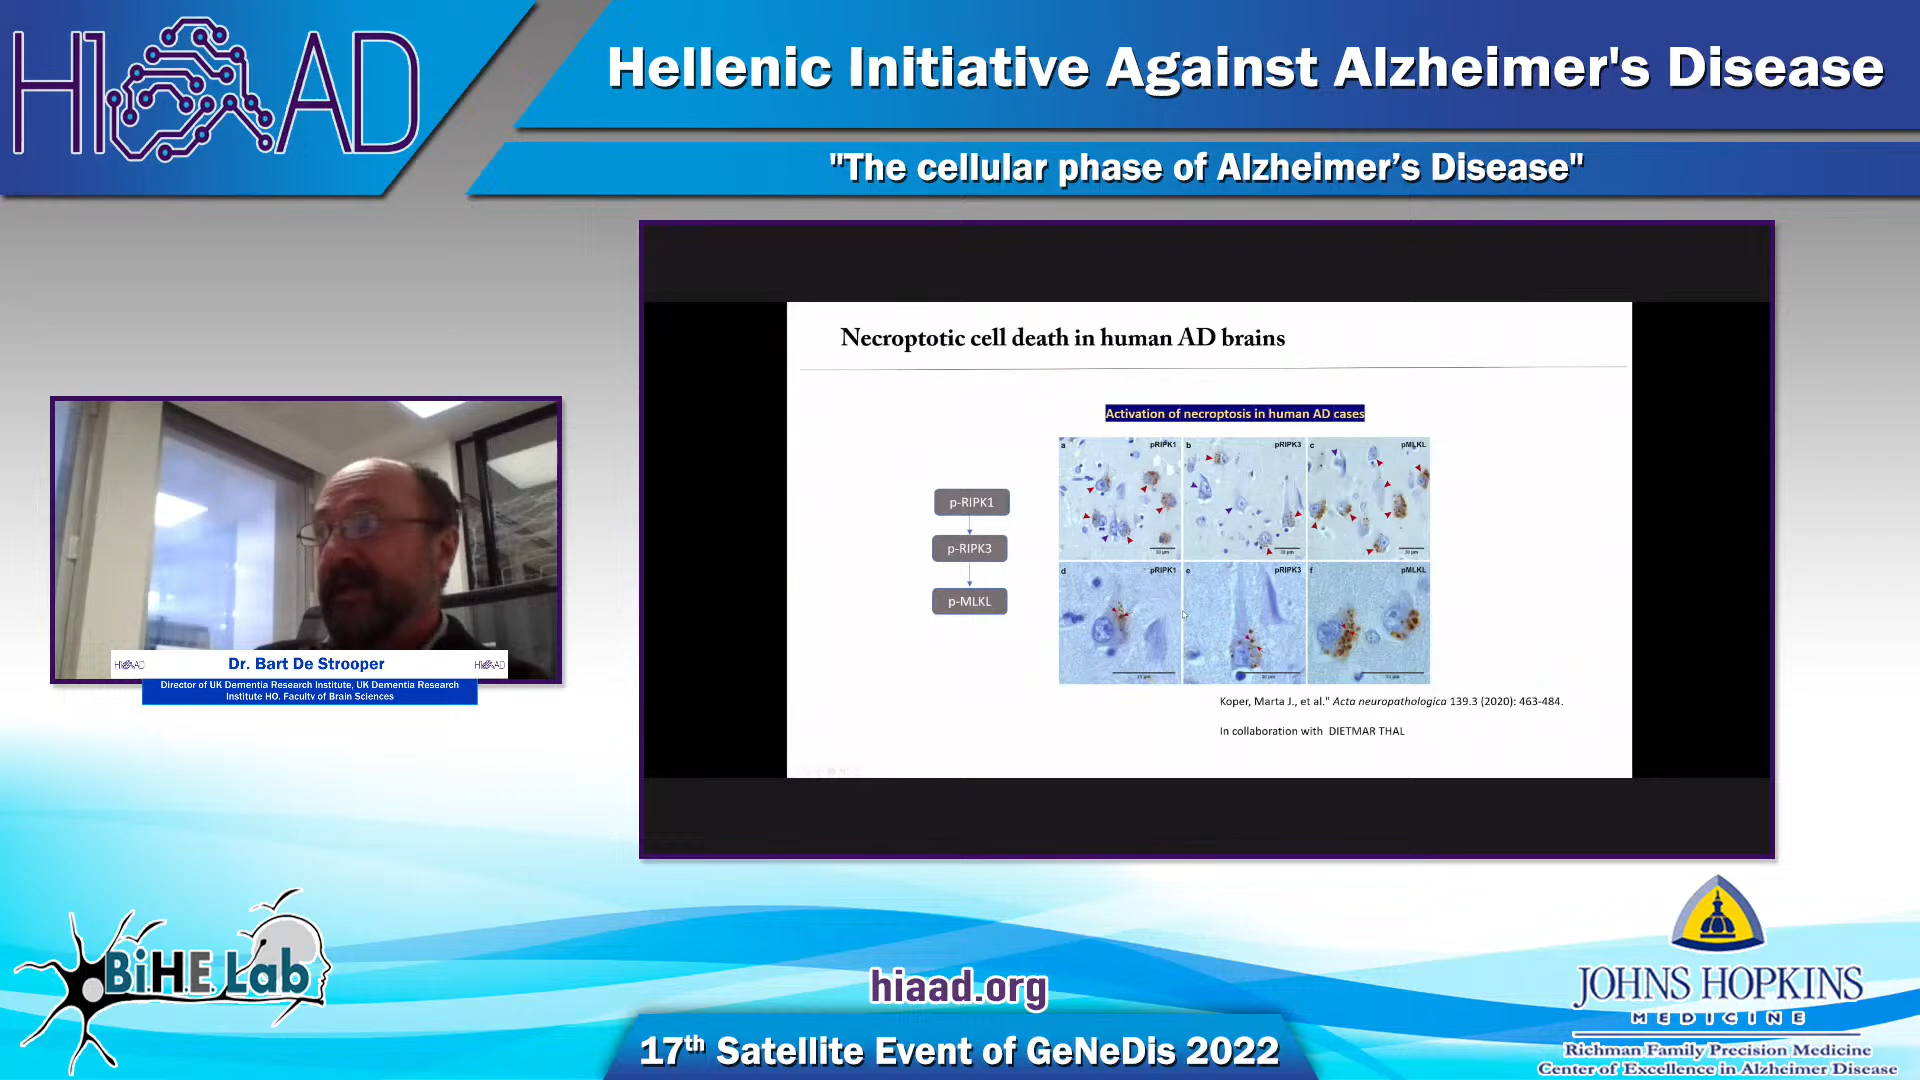 HIAAD
Hellenic Initiative Against Alzheimer's Disease
"The cellular phase of Alzheimer’s Disease"
Necroptotic cell death in human AD brains
Activation of necroptosis in human AD cases
a pRIPK1 b pRIPK3 c pMLKL
p-RIPK1
p-RIPK3
p-MLKL
d pRIPK1 e pRIPK3 f pMLKL
Koper, Marta J., et al." Acta neuropathologica 139.3 (2020): 463-484.
In collaboration with DIETMAR THAL
HIAAD Dr. Bart De Strooper HIAAD
Director of UK Dementia Research Institute, UK Dementia Research
Institute HQ, Faculty of Brain Sciences
BiHE Lab
hiaad.org
17th Satellite Event of GeNeDis 2022
JOHNS HOPKINS
MEDICINE
Richman Family Precision Medicine
Center of Excellence in Alzheimer Disease